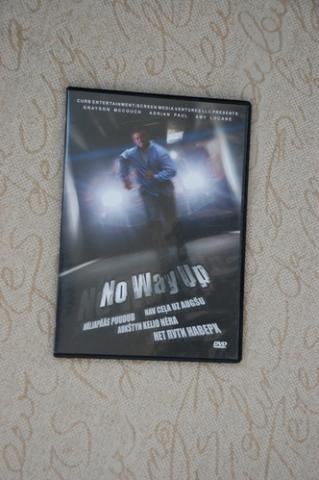 CURB ENTERTAINMENT/SCREEN MEDIA VENTURES LLC PRESENTS
GRAYSON MCCOUCH ADRIAN PAUL AMY LOCANE
No Way Up
VÄLJAPÄÄS PUUDUB NAV CEĻA UZ AUGŠU
AUKŠTYN KELIO NĖRA
НЕТ ПУТИ НАВЕРХ
DVD